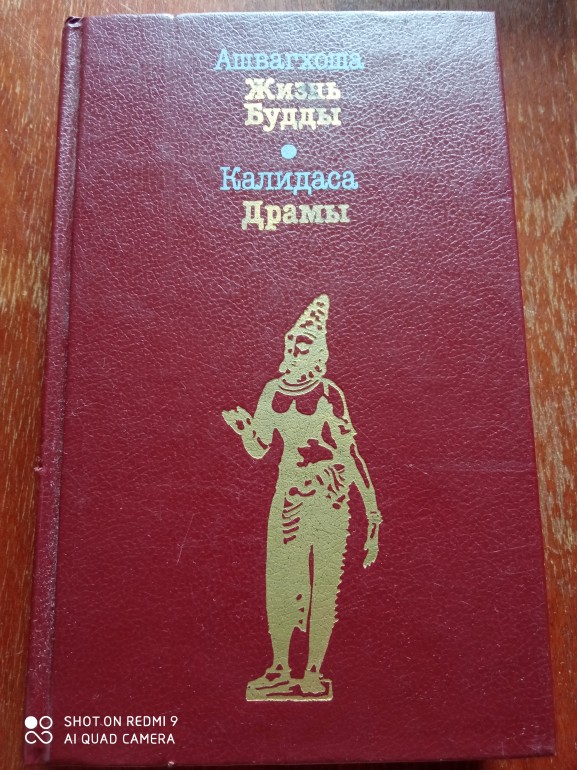 Ашвагхоша
Жизнь
Будды
Калидаса
Драмы
SHOT ON REDMI 9
AI QUAD CAMERA